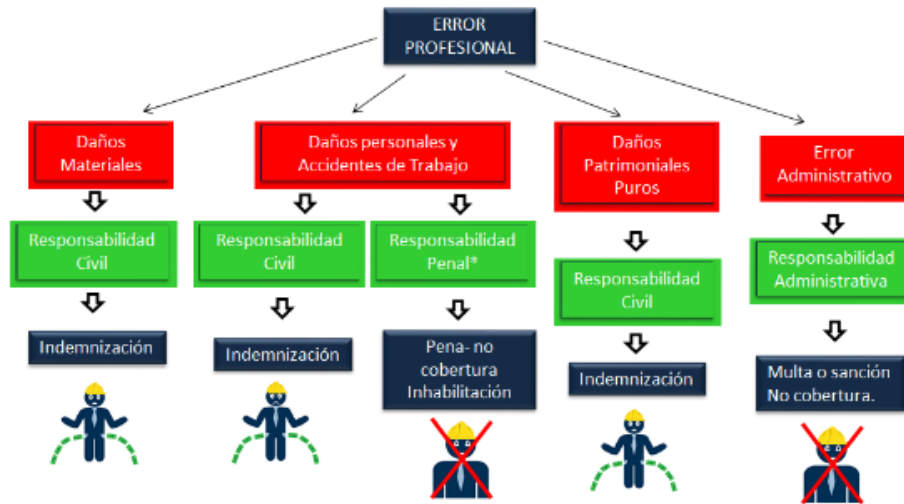 ERROR
PROFESIONAL
Daños
Materiales
Daños personales y
Accidentes de Trabajo
Daños
Patrimoniales
Puros
Error
Administrativo
Responsabilidad
Civil
Responsabilidad
Civil
Responsabilidad
Penal*
Responsabilidad
Civil
Responsabilidad
Administrativa
Indemnización
Indemnización
Pena- no
cobertura
Inhabilitación
Indemnización
Multa o sanción
No cobertura.